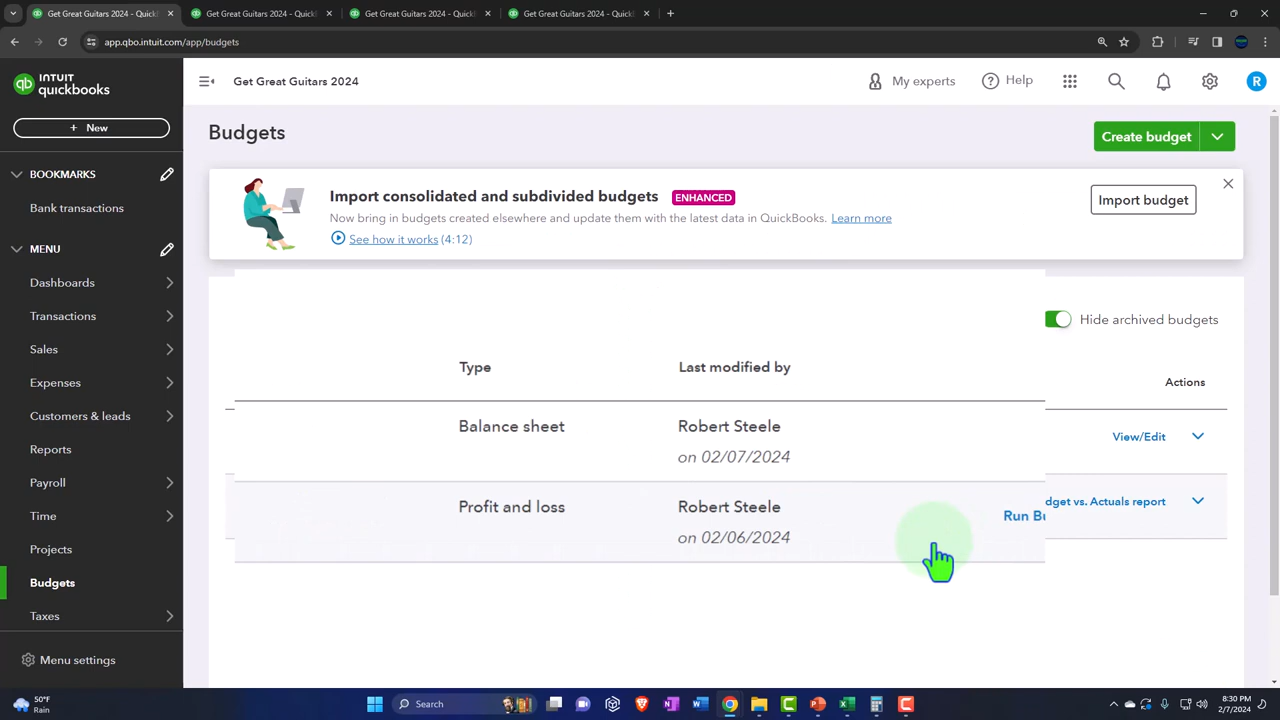 Get Great Guitars 2024 - QuickB
Get Great Guitars 2024 - QuickB
Get Great Guitars 2024 - QuickB
Get Great Guitars 2024 - QuickB
app.qbo.intuit.com/app/budgets
INTUIT
quickbooks
Get Great Guitars 2024
My experts
Help
R
+ New
Budgets
Create budget
BOOKMARKS
Bank transactions
MENU
Dashboards
Transactions
Sales
Expenses
Customers & leads
Reports
Payroll
Time
Projects
Budgets
Taxes
Menu settings
Import consolidated and subdivided budgets ENHANCED
Now bring in budgets created elsewhere and update them with the latest data in QuickBooks. Learn more
See how it works (4:12)
Import budget
Hide archived budgets
Type Last modified by Actions
Balance sheet Robert Steele View/Edit
on 02/07/2024
Profit and loss Robert Steele Run Bu dget vs. Actuals report
on 02/06/2024
50°F
Rain
Search
8:30 PM
2/7/2024